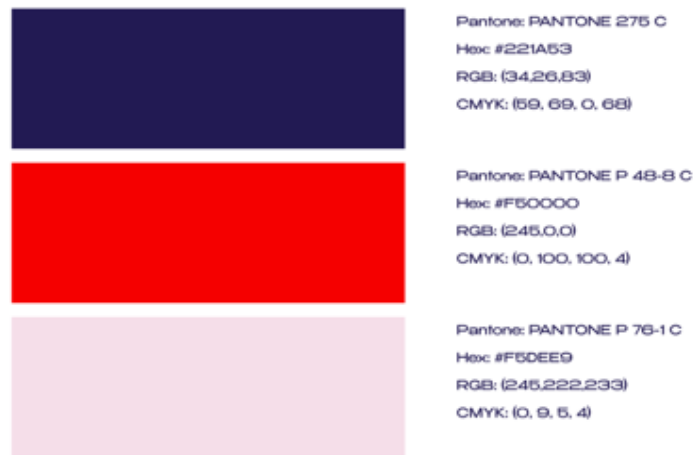 Pantone: PANTONE 275 C
Hex: #221A53
RGB: (34,26,83)
CMYK: (59, 69, 0, 68)
Pantone: PANTONE P 48-8 C
Hex: #F50000
RGB: (245,0,0)
CMYK: (0, 100, 100, 4)
Pantone: PANTONE P 76-1 C
Hex: #F5DEE9
RGB: (245,222,233)
CMYK: (0, 9, 5, 4)